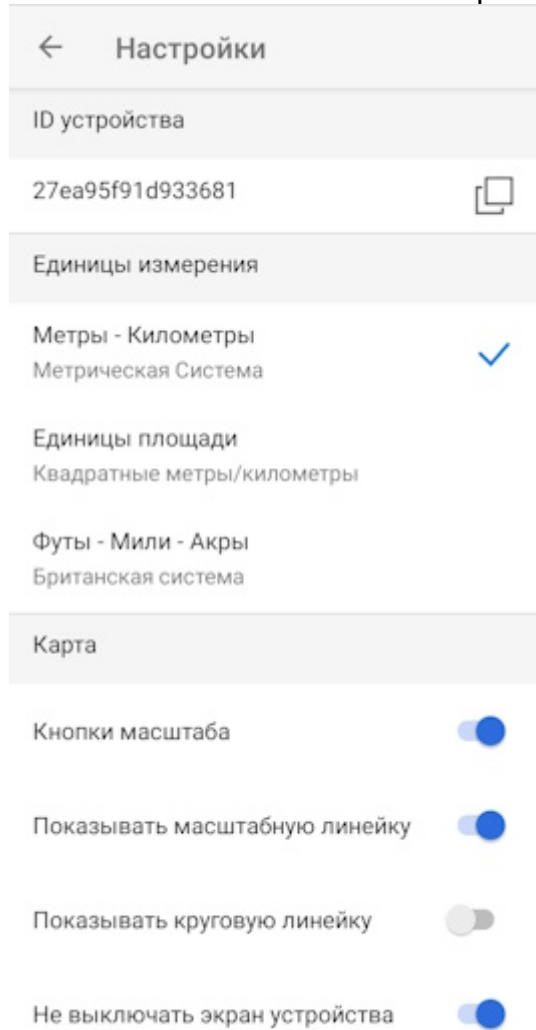 Настройки
ID устройства
27ea95f91d933681
Единицы измерения
Метры - Километры
Метрическая Система
Единицы площади
Квадратные метры/километры
Футы - Мили - Акры
Британская система
Карта
Кнопки масштаба
Показывать масштабную линейку
Показывать круговую линейку
Не выключать экран устройства